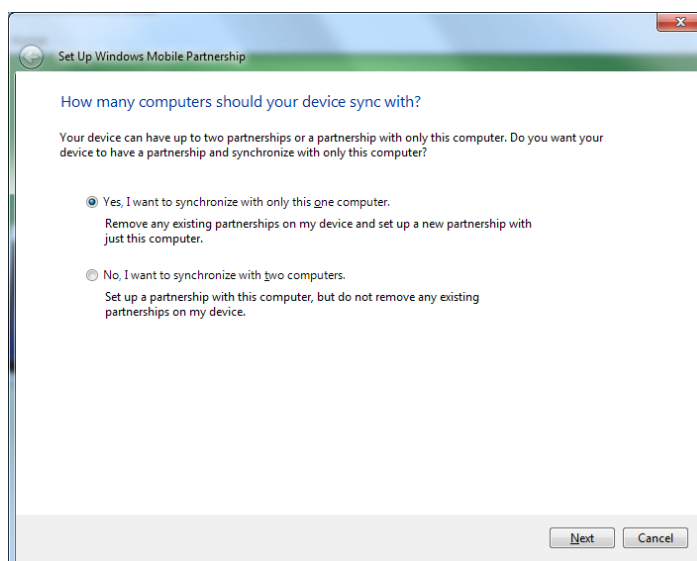 Set Up Windows Mobile Partnership
How many computers should your device sync with?
Your device can have up to two partnerships or a partnership with only this computer. Do you want your
device to have a partnership and synchronize with only this computer?
Yes, I want to synchronize with only this one computer.
Remove any existing partnerships on my device and set up a new partnership with
just this computer.
No, I want to synchronize with two computers.
Set up a partnership with this computer, but do not remove any existing
partnerships on my device.
Next Cancel